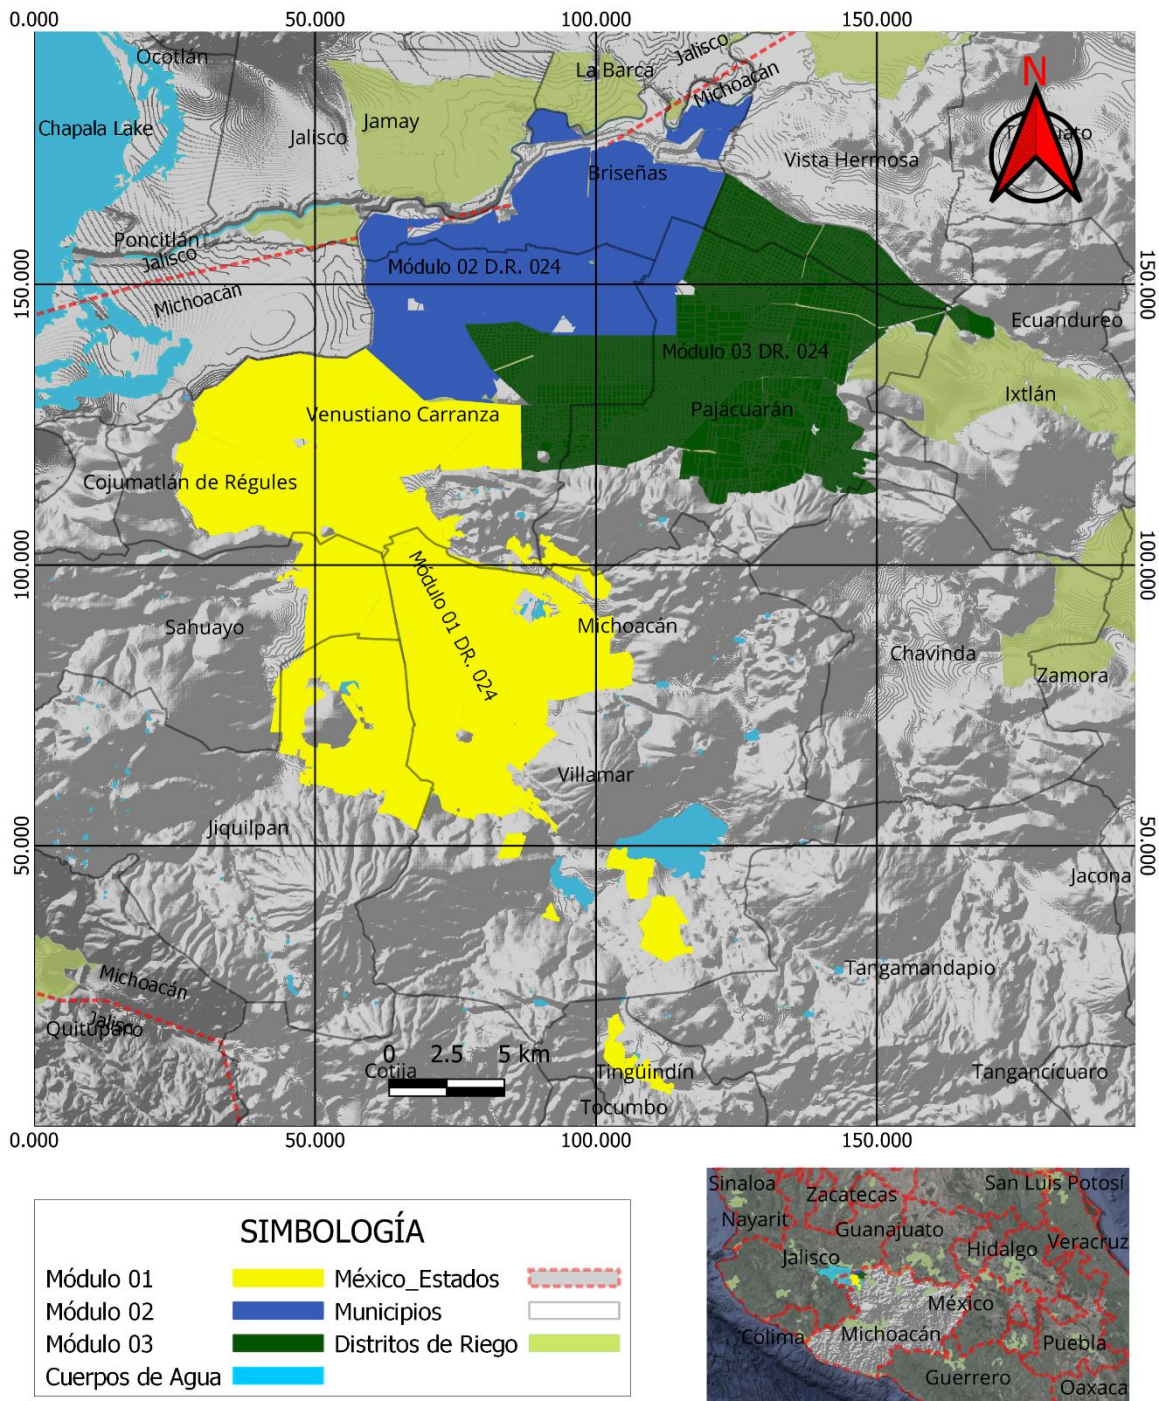 0.000 50.000 100.000 150.000
Ocotlán
La Barca
Jalisco
Michoacán
N
Chapala Lake
Jamay
Jalisco
Vista Hermosa
Briseñas
Poncitlán
Jalisco
Michoacán
Módulo 02 D.R. 024
150.000
150.000
Ecuandureo
Módulo 03 DR. 024
Ixtlán
Venustiano Carranza
Pajacuarán
Cojumatlán de Régules
100.000
100.000
Módulo 01 DR. 024
Sahuayo
Michoacán
Chavinda
Zamora
Villamar
Jiquilpan
50.000
50.000
Jacona
Michoacán
Tangamandapio
Quitupán
0 2.5 5 km
Cotija
Tingüindín
Tangancícuaro
Tocumbo
0.000 50.000 100.000 150.000
SIMBOLOGÍA
Módulo 01 México_Estados
Módulo 02 Municipios
Módulo 03 Distritos de Riego
Cuerpos de Agua
Sinaloa
Zacatecas
San Luis Potosí
Nayarit
Guanajuato
Hidalgo
Veracruz
Jalisco
México
Colima
Michoacán
Puebla
Guerrero
Oaxaca